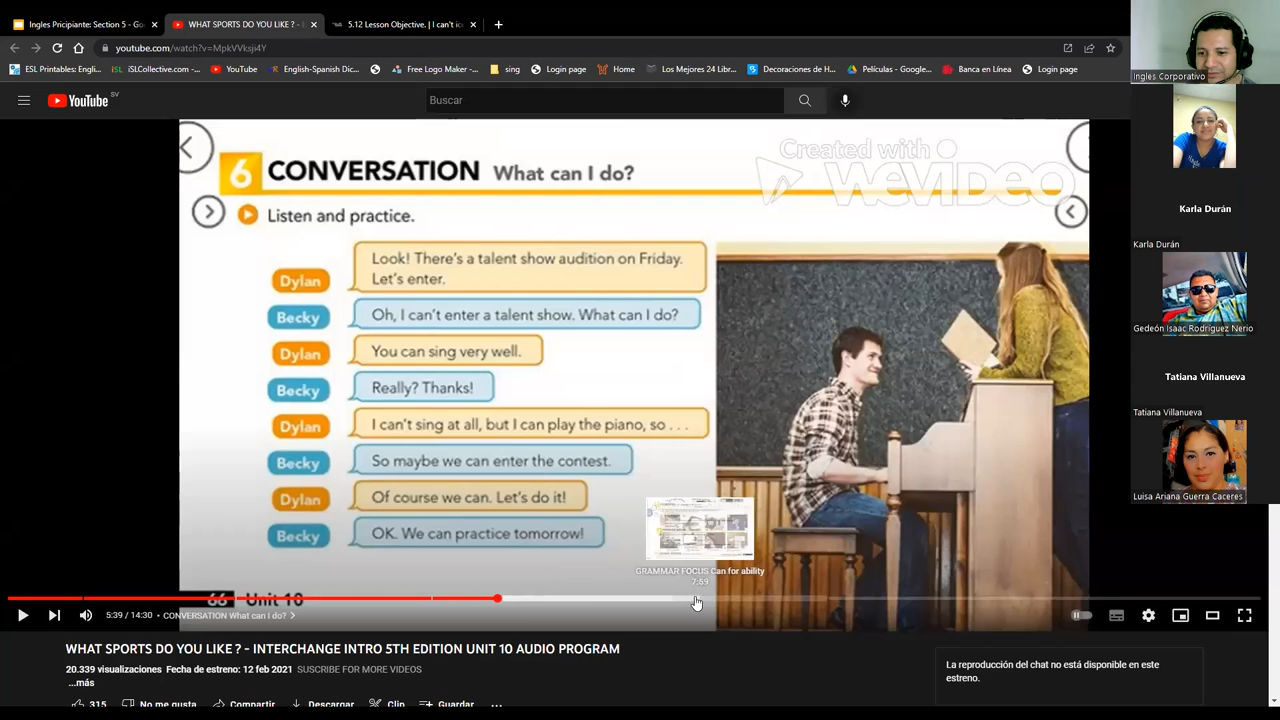 Ingles Pricipiante: Section 5 - Go
WHAT SPORTS DO YOU LIKE ? - I
5.12 Lesson Objective. | I can't ic
youtube.com/watch?v=MpkVVksji4Y
ESL Printables: Engli...
iSLCollective.com -...
YouTube
English-Spanish Dic...
Free Logo Maker -...
sing
Login page
Home
Los Mejores 24 Libr...
Decoraciones de H...
Películas - Google...
Banca en Línea
Login page
YouTube SV
Buscar
Created with
WEVIDEO
6 CONVERSATION What can I do?
Listen and practice.
Dylan Look! There's a talent show audition on Friday.
Let's enter.
Becky Oh, I can't enter a talent show. What can I do?
Dylan You can sing very well.
Becky Really? Thanks!
Dylan I can't sing at all, but I can play the piano, so . . .
Becky So maybe we can enter the contest.
Dylan Of course we can. Let's do it!
Becky OK. We can practice tomorrow!
GRAMMAR FOCUS Can for ability
7:59
66 Unit 10
5:39 / 14:30 • CONVERSATION What can I do?
WHAT SPORTS DO YOU LIKE ? - INTERCHANGE INTRO 5TH EDITION UNIT 10 AUDIO PROGRAM
20.339 visualizaciones Fecha de estreno: 12 feb 2021 SUSCRIBE FOR MORE VIDEOS
...más
315
No me gusta
Compartir
Descargar
Clip
Guardar
La reproducción del chat no está disponible en este
estreno.
Ingles Corporativo
Karla Durán
Karla Durán
Gedeón Isaac Rodríguez Nerio
Tatiana Villanueva
Tatiana Villanueva
Luisa Ariana Guerra Caceres